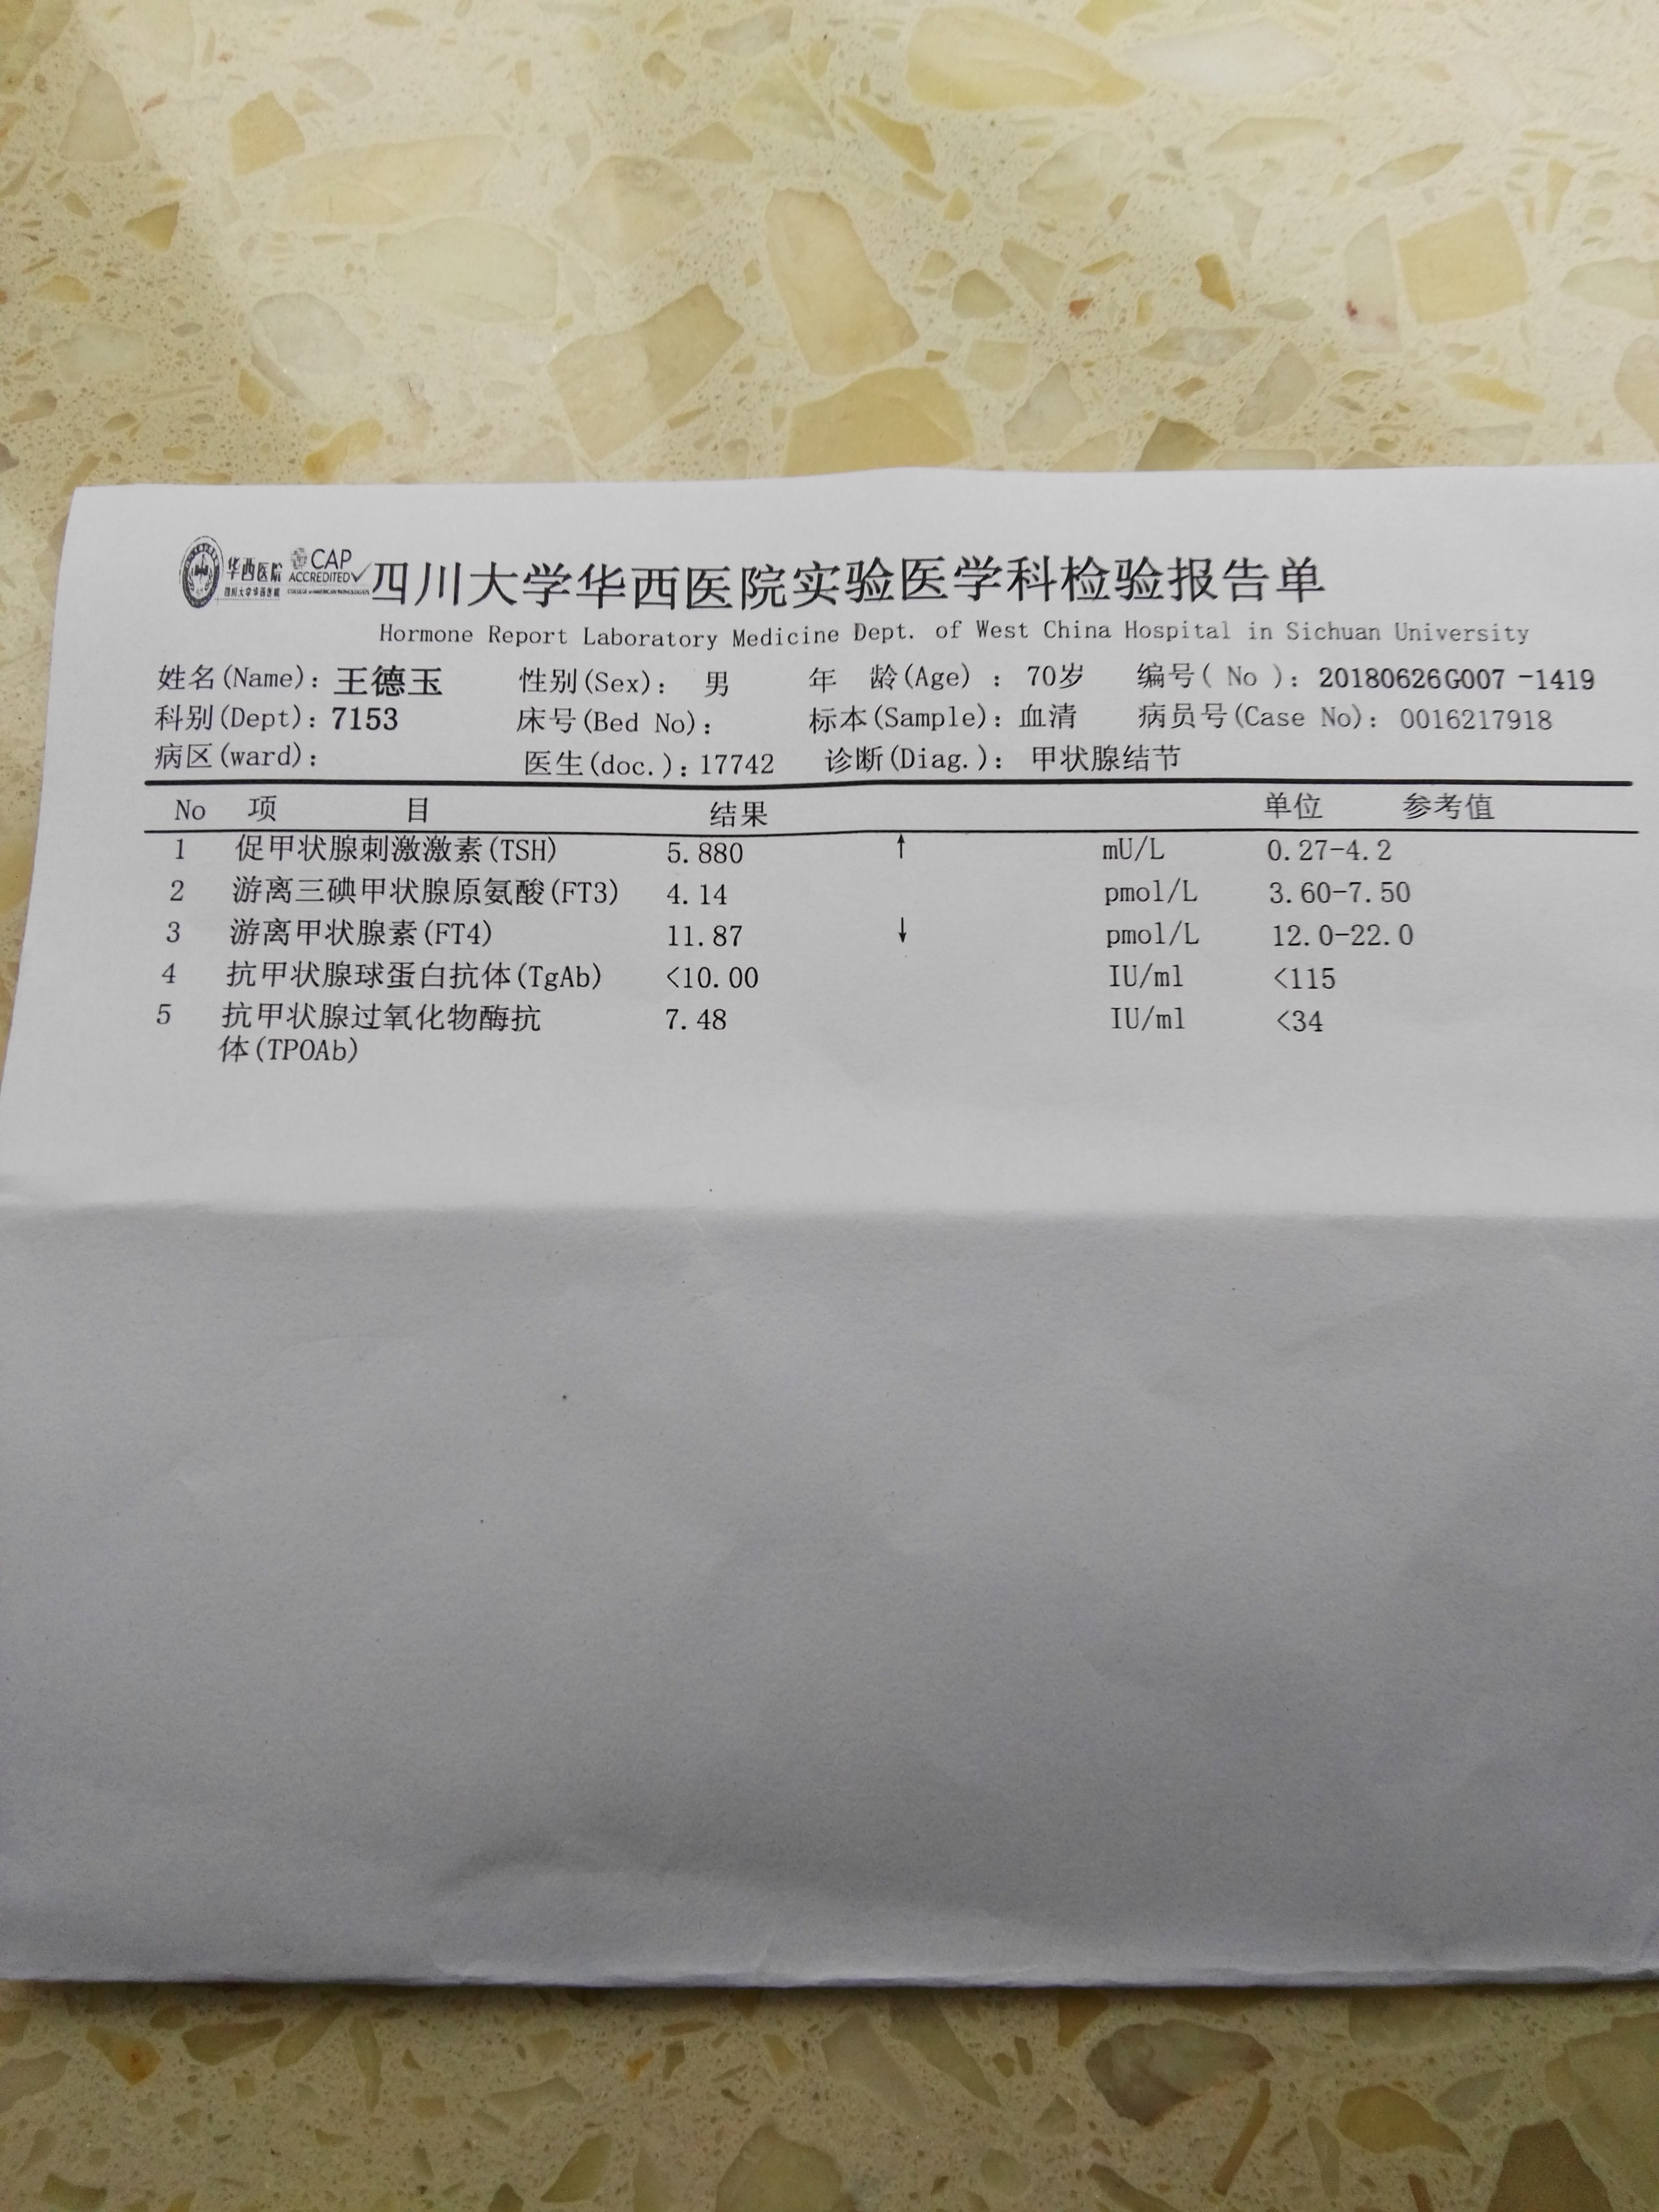 华西医院 CAP 四川大学华西医院实验医学科检验报告单
四川大学华西医院 ACCREDITED
COLLEGE of AMERICAN PATHOLOGISTS
Hormone Report Laboratory Medicine Dept. of West China Hospital in Sichuan University
姓名(Name): 王德玉 性别(Sex): 男 年 龄(Age) : 70岁 编号( No ): 20180626G007 -1419
科别(Dept): 7153 床号(Bed No): 标本(Sample): 血清 病员号(Case No): 0016217918
病区(ward): 医生(doc.): 17742 诊断(Diag.): 甲状腺结节
No 项 目 结果 单位 参考值
1 促甲状腺刺激激素(TSH) 5.880 ↑ mU/L 0.27-4.2
2 游离三碘甲状腺原氨酸(FT3) 4.14 pmol/L 3.60-7.50
3 游离甲状腺素(FT4) 11.87 ↓ pmol/L 12.0-22.0
4 抗甲状腺球蛋白抗体(TgAb) <10.00 IU/ml <115
5 抗甲状腺过氧化物酶抗 7.48 IU/ml <34
体(TPOAb)